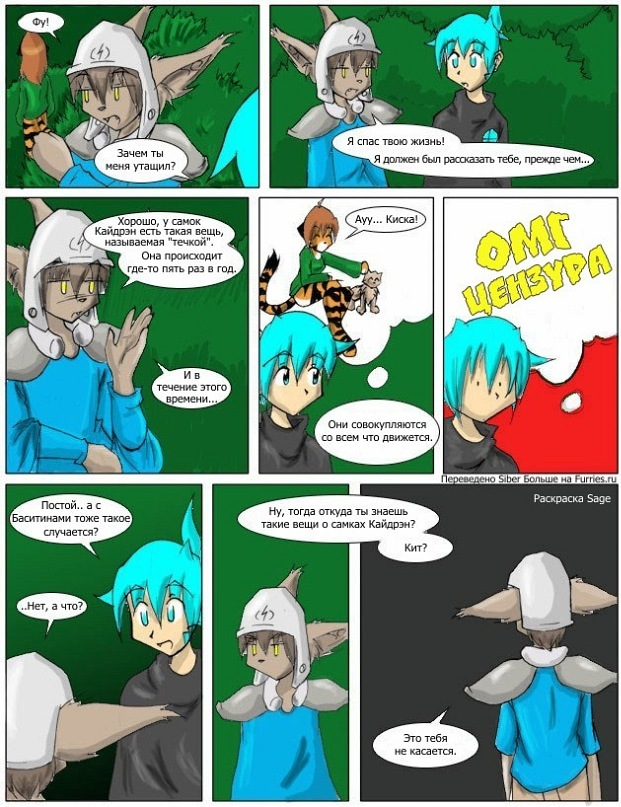 Фу!
Зачем ты
меня утащил?
Я спас твою жизнь!
Я должен был рассказать тебе, прежде чем...
Хорошо, у самок
Кайдрэн есть такая вещь,
называемая "течкой".
Она происходит
где-то пять раз в год.
И в
течение этого
времени...
Ауу... Киска!
Они совокупляются
со всем что движется.
ОМГ
ЦЕНЗУРА
Переведено Siber Больше на Furries.ru
Постой.. а с
Баситинами тоже такое
случается?
..Нет, а что?
Ну, тогда откуда ты знаешь
такие вещи о самках Кайдрэн?
Кит?
Раскраска Sage
Это тебя
не касается.